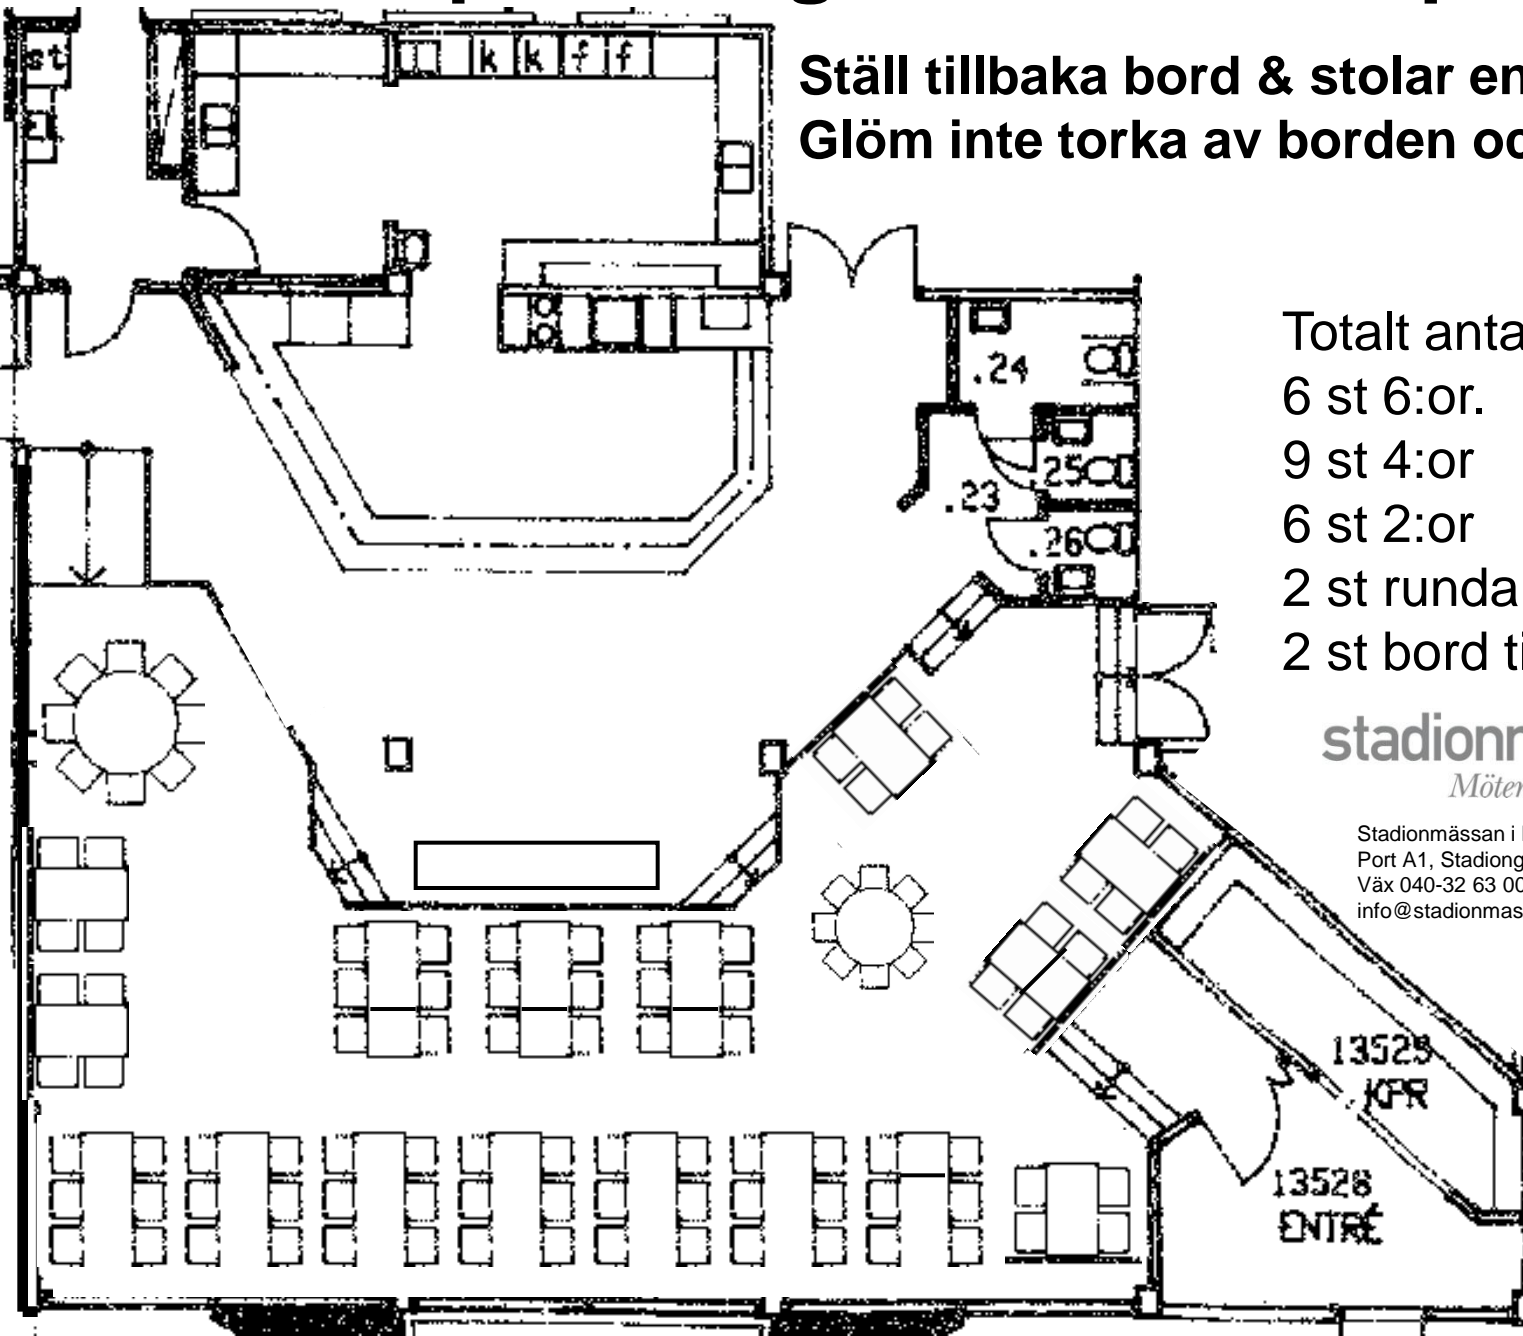 st
k k f f
Ställ tillbaka bord & stolar en
Glöm inte torka av borden oc
.24
.25
.23
.26
Totalt anta
6 st 6:or.
9 st 4:or
6 st 2:or
2 st runda
2 st bord ti
stadionm
Möter
Stadionmässan i
Port A1, Stadiong
Väx 040-32 63 00
info@stadionmas
13529
KPR
13528
ENTRÉ